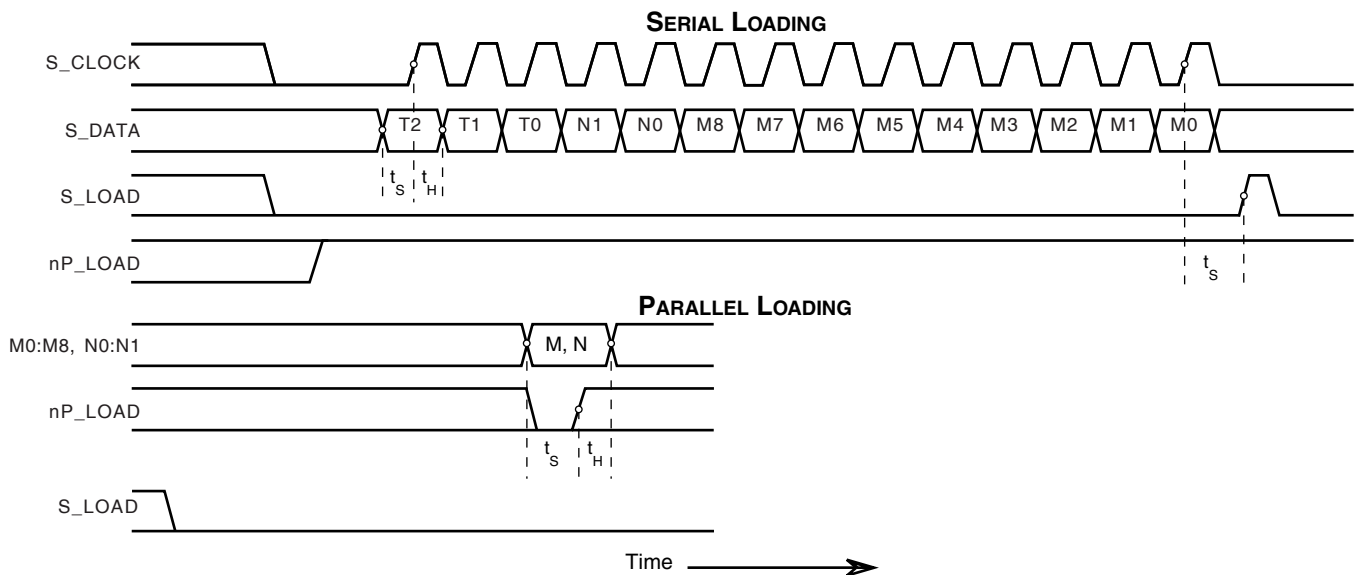 SERIAL LOADING
S_CLOCK
S_DATA
T2 T1 T0 N1 N0 M8 M7 M6 M5 M4 M3 M2 M1 M0
tS tH
S_LOAD
nP_LOAD
tS
PARALLEL LOADING
M0:M8, N0:N1
M, N
nP_LOAD
tS tH
S_LOAD
Time